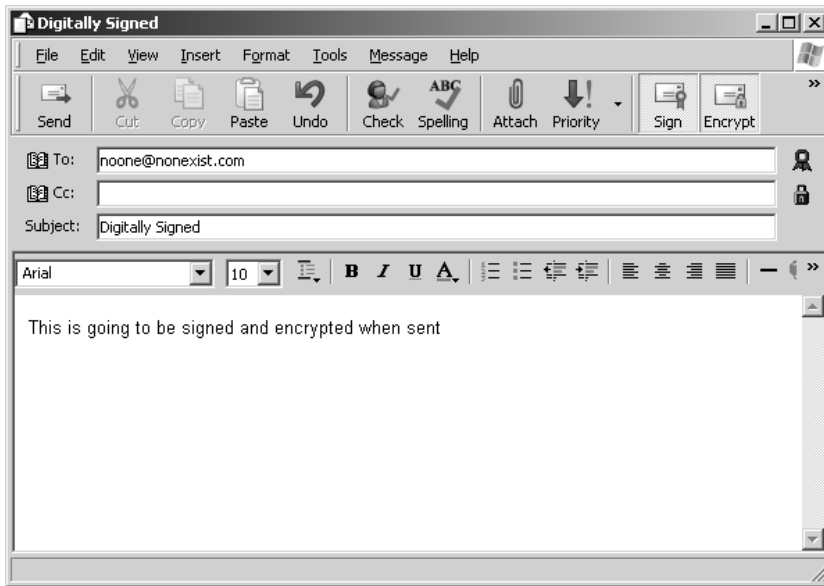 Digitally Signed
File Edit View Insert Format Tools Message Help
Send Cut Copy Paste Undo Check ABC Spelling Attach Priority Sign Encrypt »
To: noone@nonexist.com
Cc:
Subject: Digitally Signed
Arial 10 B I U A »
This is going to be signed and encrypted when sent